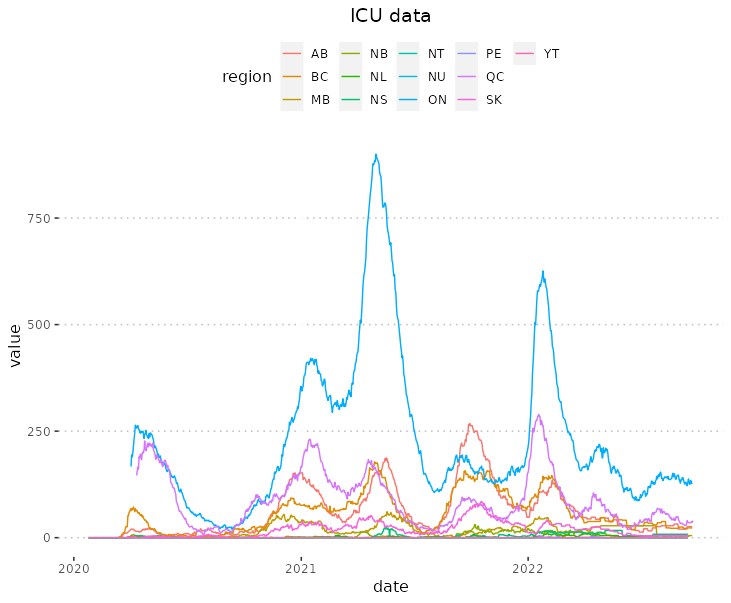 ICU data
AB NB NT PE YT
region BC NL NU QC
MB NS ON SK
750
500
250
0
value
2020 2021 2022
date